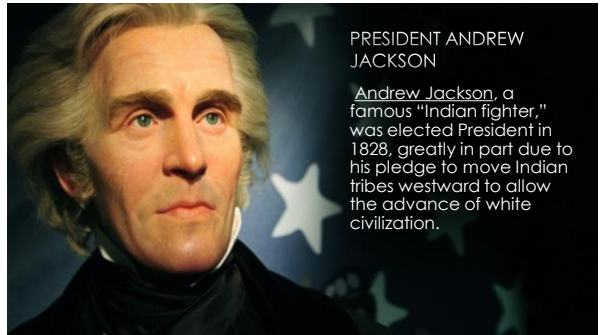 PRESIDENT ANDREW
JACKSON
Andrew Jackson, a
famous “Indian fighter,”
was elected President in
1828, greatly in part due to
his pledge to move Indian
tribes westward to allow
the advance of white
civilization.